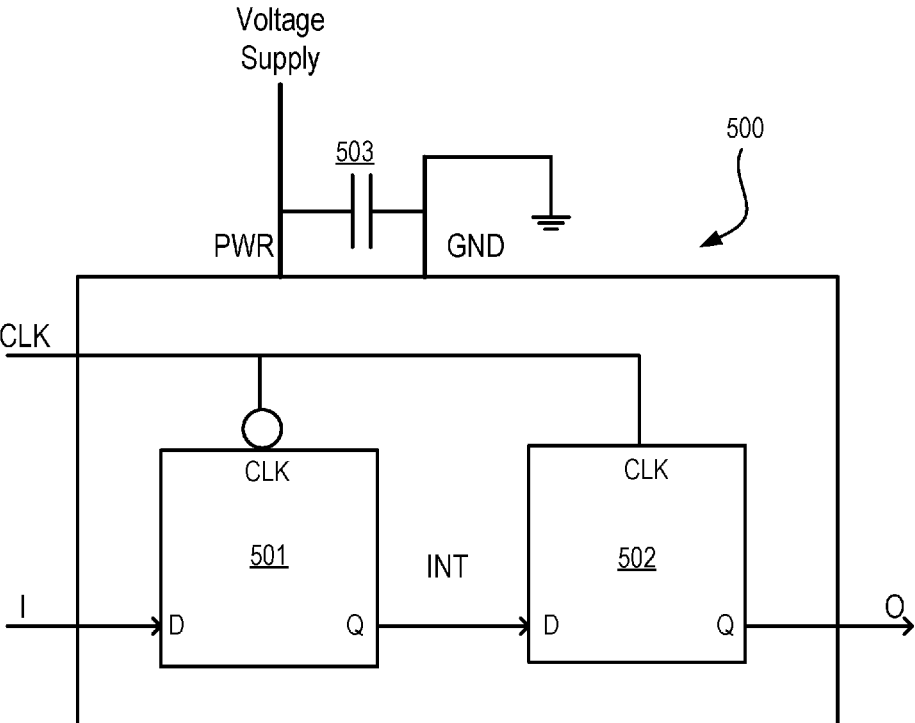 Voltage
Supply
500
503
PWR
GND
CLK
CLK
CLK
501
502
INT
I
D
Q
D
Q
O